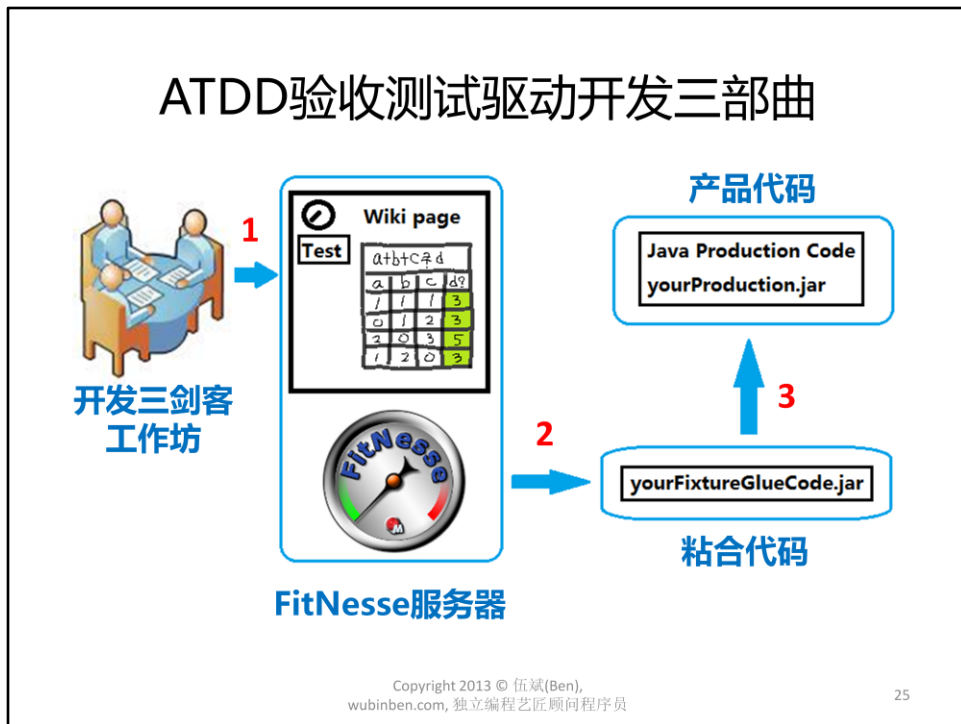 ATDD验收测试驱动开发三部曲
1
开发三剑客
工作坊
Wiki page
Test
a+b+c=?d
a b c d?
1 1 1 3
0 1 2 3
2 0 3 5
1 2 0 3
FitNesse
FitNesse服务器
2
产品代码
Java Production Code
yourProduction.jar
3
yourFixtureGlueCode.jar
粘合代码
Copyright 2013 © 伍斌(Ben),
wubinben.com, 独立编程艺匠顾问程序员
25